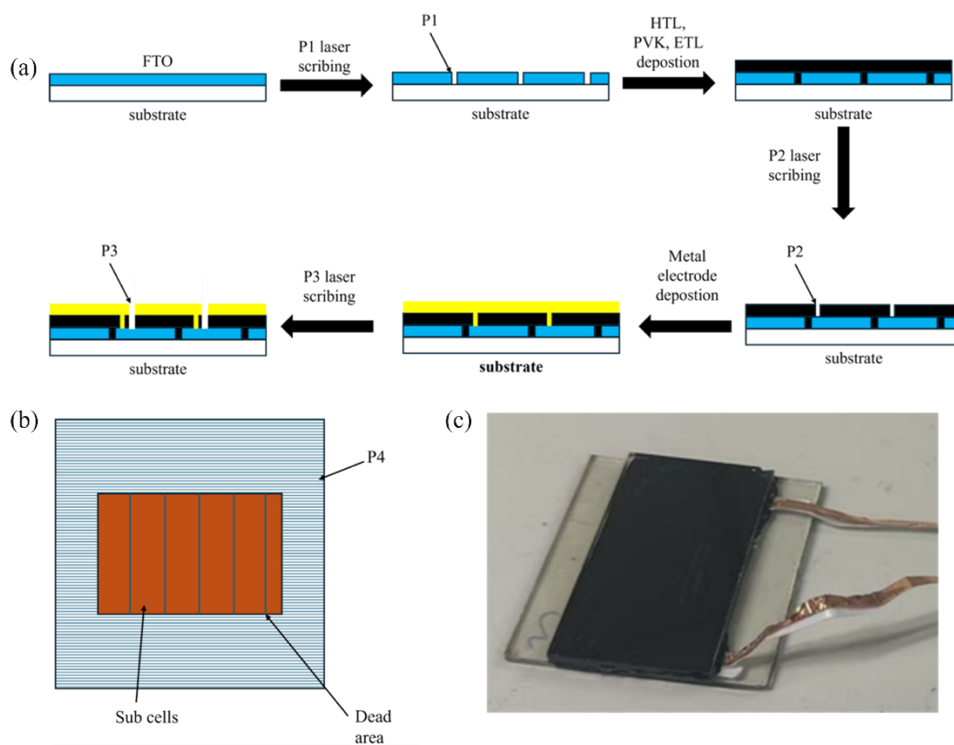 (a)
FTO
substrate
P1 laser
scribing
P1
substrate
HTL,
PVK, ETL
depostion
substrate
P2 laser
scribing
P2
substrate
Metal
electrode
depostion
substrate
P3 laser
scribing
P3
substrate
(b)
P4
Sub cells
Dead
area
(c)